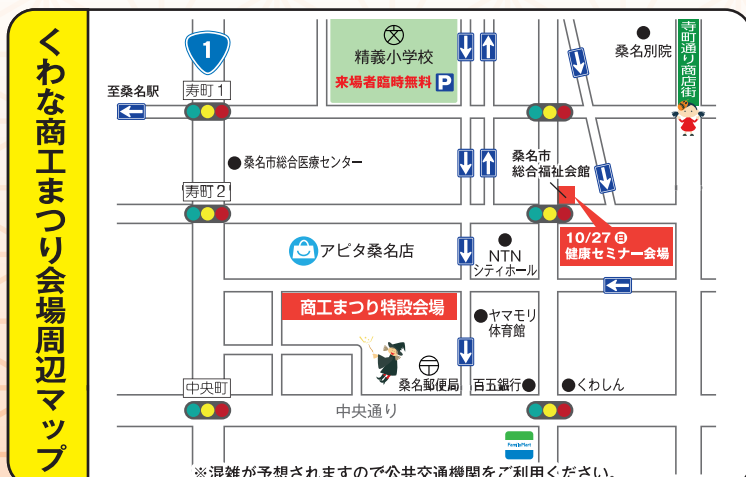 くわな商工まつり会場周辺マップ
1
文
精義小学校
来場者臨時無料 P
桑名別院
寺町通り商店街
至桑名駅
寿町1
桑名市総合医療センター
桑名市
総合福祉会館
寿町2
10/27 日
健康セミナー会場
アピタ桑名店
NTN
シティホール
商工まつり特設会場
ヤマモリ
体育館
桑名郵便局
百五銀行
くわしん
中央町
中央通り
FamilyMart
※混雑が予想されますので公共交通機関をご利用ください。